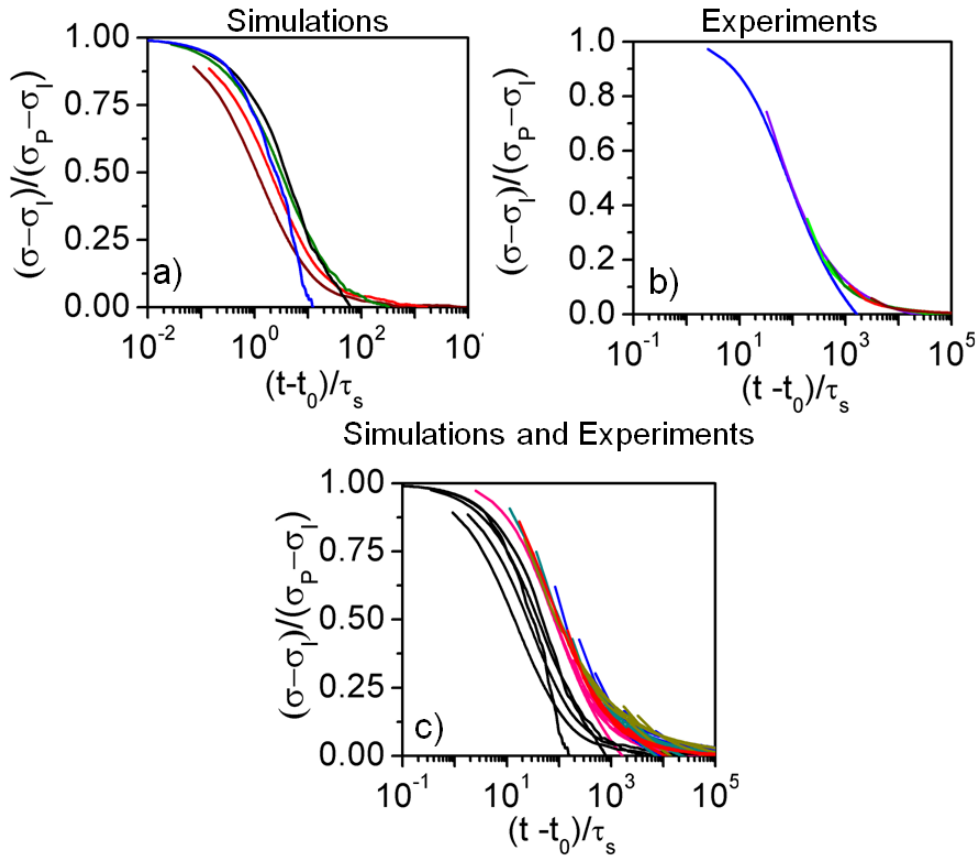 Simulations
Experiments
1.00
0.75
0.50
0.25
0.00
(σ−σI)/(σP−σI)
a)
10-2
100
102
10
(t-t0)/τs
1.0
0.8
0.6
0.4
0.2
0.0
(σ−σI)/(σP−σI)
b)
10-1
101
103
105
(t -t0)/τs
Simulations and Experiments
1.00
0.75
0.50
0.25
0.00
(σ−σI)/(σP−σI)
c)
10-1
101
103
105
(t -t0)/τs